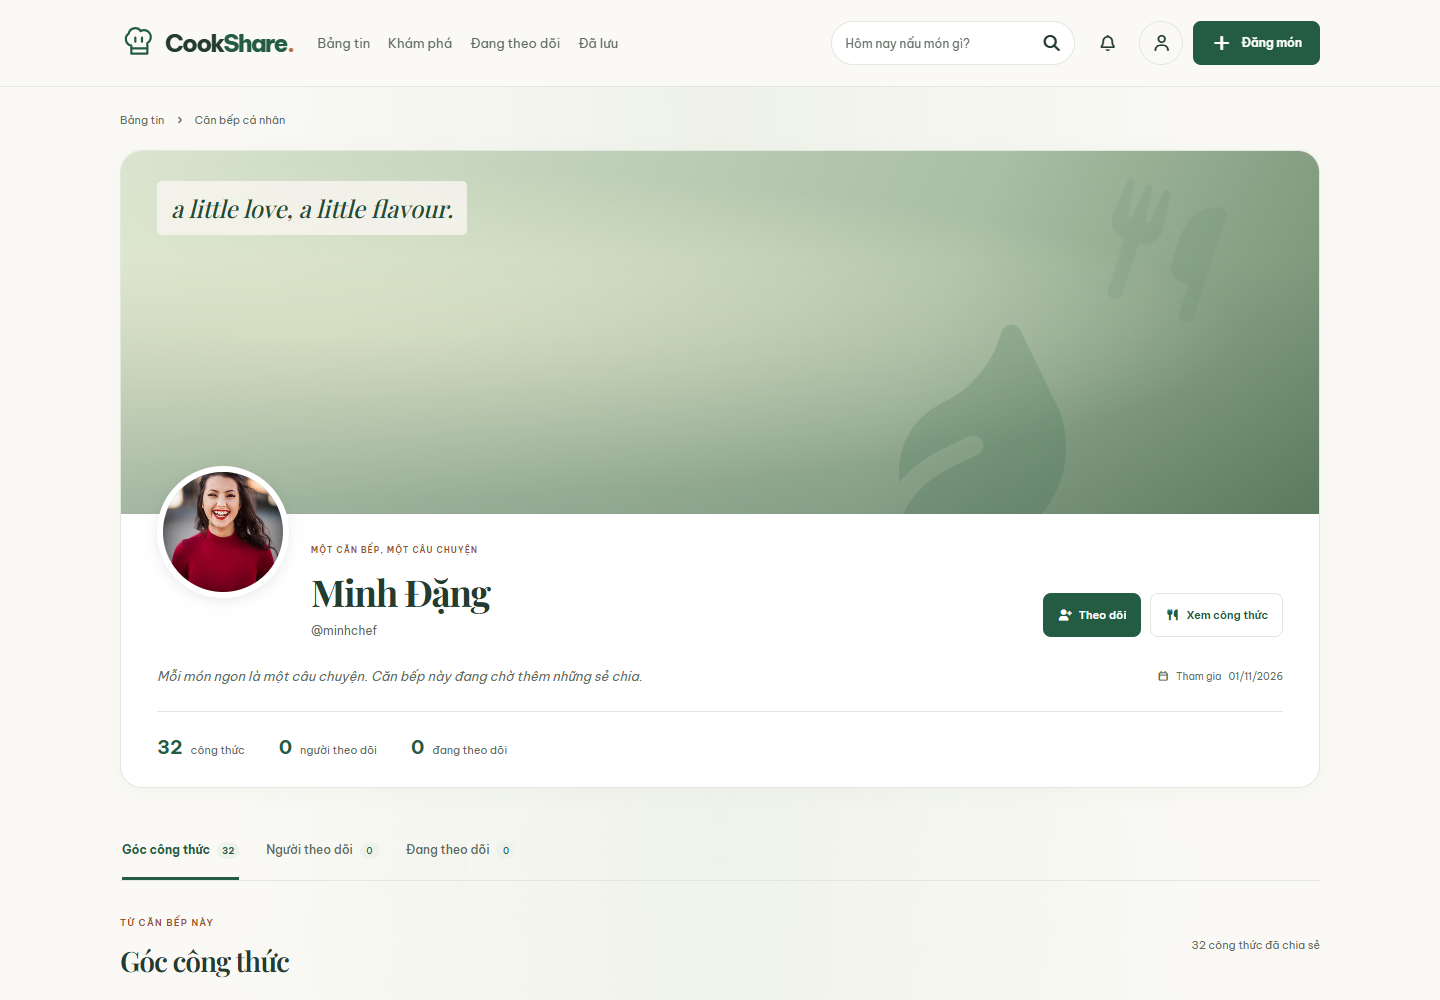 CookShare.
Bảng tin
Khám phá
Đang theo dõi
Đã lưu
Hôm nay nấu món gì?
Đăng món
Bảng tin > Căn bếp cá nhân
a little love, a little flavour.
MỘT CĂN BẾP, MỘT CÂU CHUYỆN
Minh Đặng
@minhchef
Theo dõi
Xem công thức
Mỗi món ngon là một câu chuyện. Căn bếp này đang chờ thêm những sẻ chia.
Tham gia 01/11/2026
32 công thức
0 người theo dõi
0 đang theo dõi
Góc công thức 32
Người theo dõi 0
Đang theo dõi 0
TỪ CĂN BẾP NÀY
Góc công thức
32 công thức đã chia sẻ